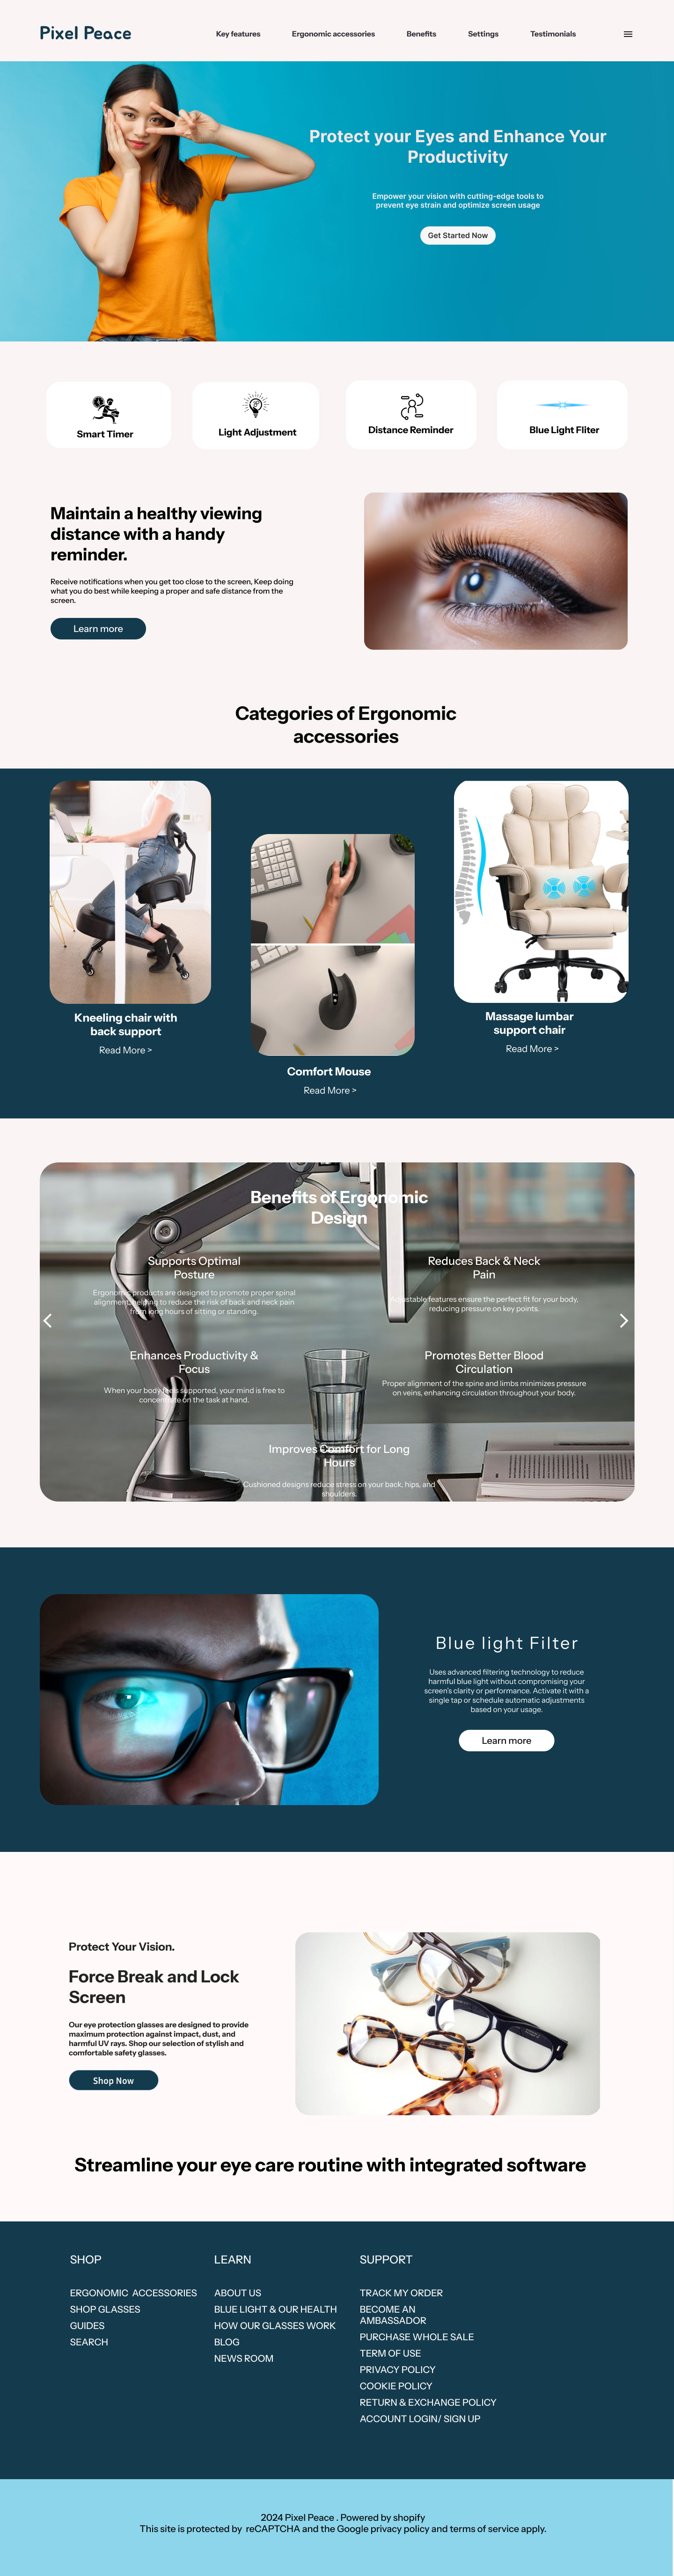 Pixel Peace
Key features
Ergonomic accessories
Benefits
Settings
Testimonials
Protect your Eyes and Enhance Your
Productivity
Empower your vision with cutting-edge tools to
prevent eye strain and optimize screen usage
Get Started Now
Smart Timer
Light Adjustment
Distance Reminder
Blue Light Fliter
Maintain a healthy viewing
distance with a handy
reminder.
Receive notifications when you get too close to the screen, Keep doing
what you do best while keeping a proper and safe distance from the
screen.
Learn more
Categories of Ergonomic
accessories
Kneeling chair with
back support
Read More >
Comfort Mouse
Read More >
Massage lumbar
support chair
Read More >
Benefits of Ergonomic
Design
Supports Optimal
Posture
Ergonomic products are designed to promote proper spinal
alignment, helping to reduce the risk of back and neck pain
from long hours of sitting or standing.
Reduces Back & Neck
Pain
Adjustable features ensure the perfect fit for your body,
reducing pressure on key points.
Enhances Productivity &
Focus
When your body feels supported, your mind is free to
concentrate on the task at hand.
Promotes Better Blood
Circulation
Proper alignment of the spine and limbs minimizes pressure
on veins, enhancing circulation throughout your body.
Improves Comfort for Long
Hours
Cushioned designs reduce stress on your back, hips, and
shoulders.
Blue light Filter
Uses advanced filtering technology to reduce
harmful blue light without compromising your
screen's clarity or performance. Activate it with a
single tap or schedule automatic adjustments
based on your usage.
Learn more
Protect Your Vision.
Force Break and Lock
Screen
Our eye protection glasses are designed to provide
maximum protection against impact, dust, and
harmful UV rays. Shop our selection of stylish and
comfortable safety glasses.
Shop Now
Streamline your eye care routine with integrated software
SHOP
ERGONOMIC ACCESSORIES
SHOP GLASSES
GUIDES
SEARCH
LEARN
ABOUT US
BLUE LIGHT & OUR HEALTH
HOW OUR GLASSES WORK
BLOG
NEWS ROOM
SUPPORT
TRACK MY ORDER
BECOME AN
AMBASSADOR
PURCHASE WHOLE SALE
TERM OF USE
PRIVACY POLICY
COOKIE POLICY
RETURN & EXCHANGE POLICY
ACCOUNT LOGIN/ SIGN UP
2024 Pixel Peace . Powered by shopify
This site is protected by reCAPTCHA and the Google privacy policy and terms of service apply.